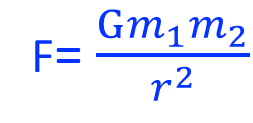 F= Gm₁m₂ / r²